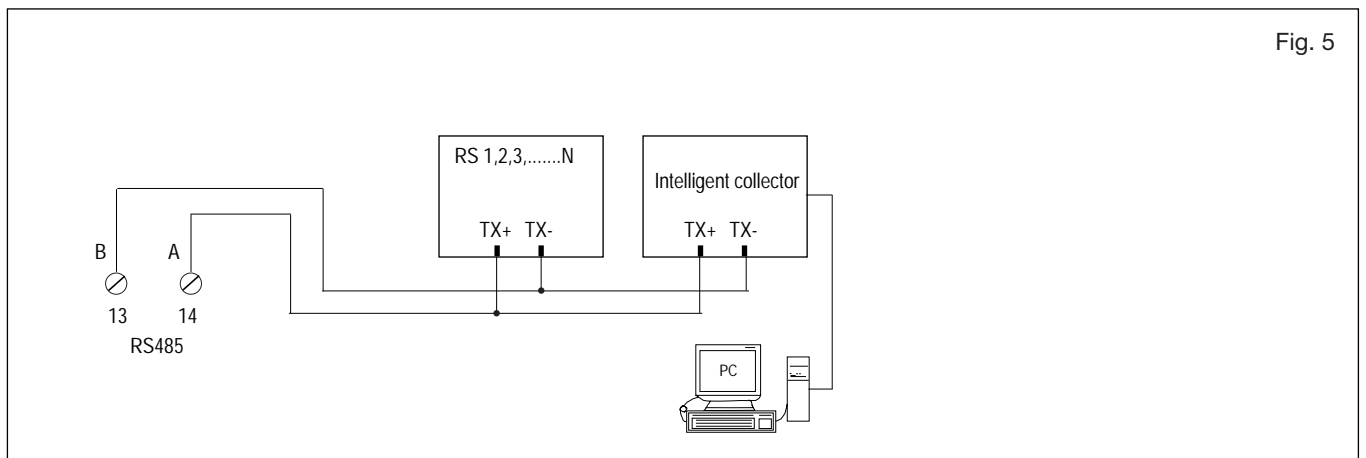 Fig. 5
RS 1,2,3,.......N
Intelligent collector
TX+ TX-
TX+ TX-
B A
13 14
RS485
PC